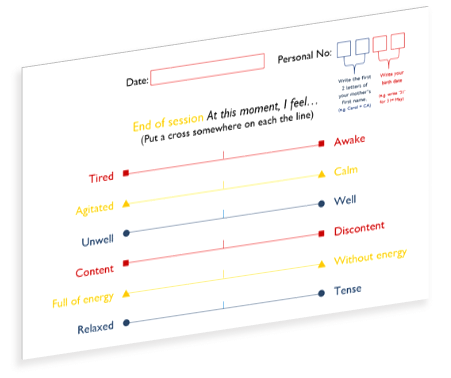 Date:
Personal No:
Write the first
2 letters of
your mother's
first name.
(e.g. Carol = CA)
Write your
birth date.
End of session At this moment, I feel…
(Put a cross somewhere on each the line)
Tired Awake
Agitated Calm
Unwell Well
Content Discontent
Full of energy Without energy
Relaxed Tense